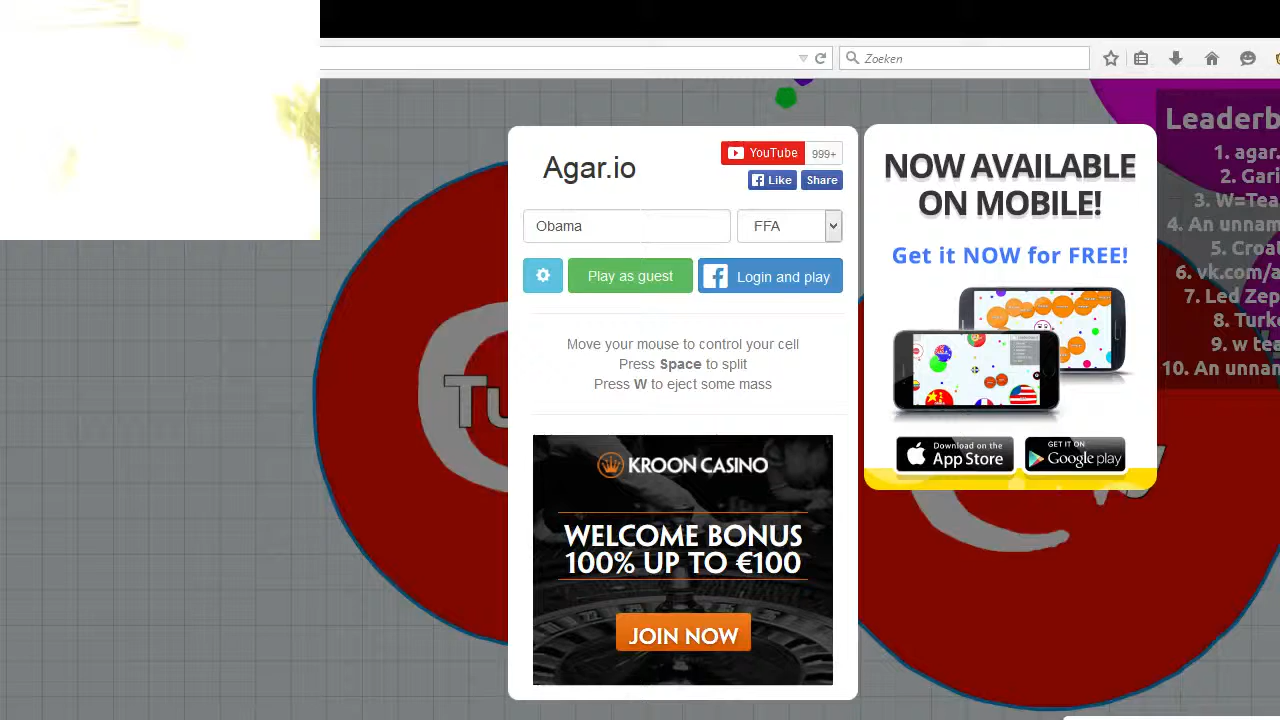 Zoeken
Agar.io
YouTube 999+
Like Share
Obama FFA
Play as guest Login and play
Move your mouse to control your cell
Press Space to split
Press W to eject some mass
KROON CASINO
WELCOME BONUS
100% UP TO €100
JOIN NOW
NOW AVAILABLE
ON MOBILE!
Get it NOW for FREE!
Download on the
App Store
GET IT ON
Google play
Leaderb
1. agar.
2. Gari
3. W=Tea
4. An unnam
5. Croat
6. vk.com/a
7. Led Zep
8. Turke
9. w tea
10. An unnam